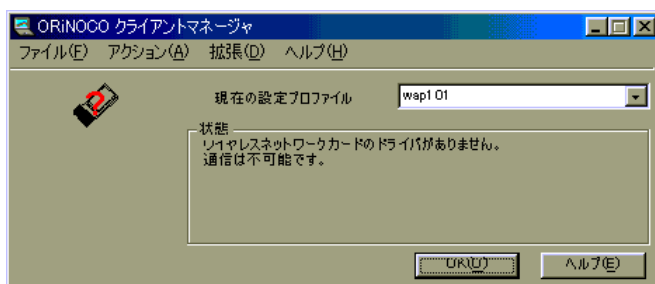 ORiNOCO クライアントマネージャ
ファイル(F) アクション(A) 拡張(D) ヘルプ(H)
現在の設定プロファイル wap1 01
状態
ワイヤレスネットワークカードのドライバがありません。
通信は不可能です。
OK(O) ヘルプ(E)